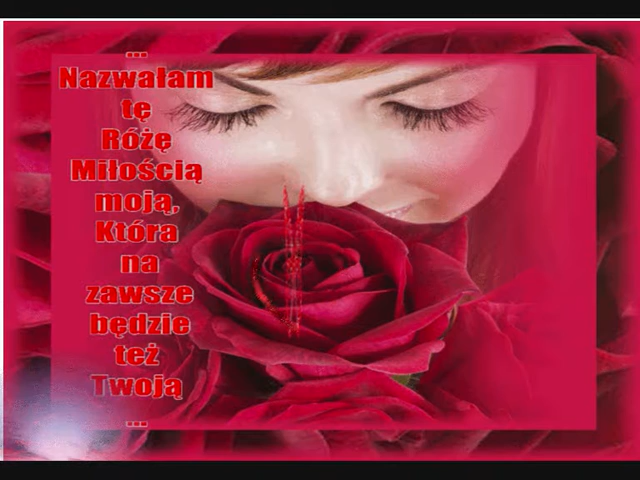 ...
Nazwałam
tę
Różę
Miłością
moją,
Która
na
zawsze
będzie
też
Twoją
...